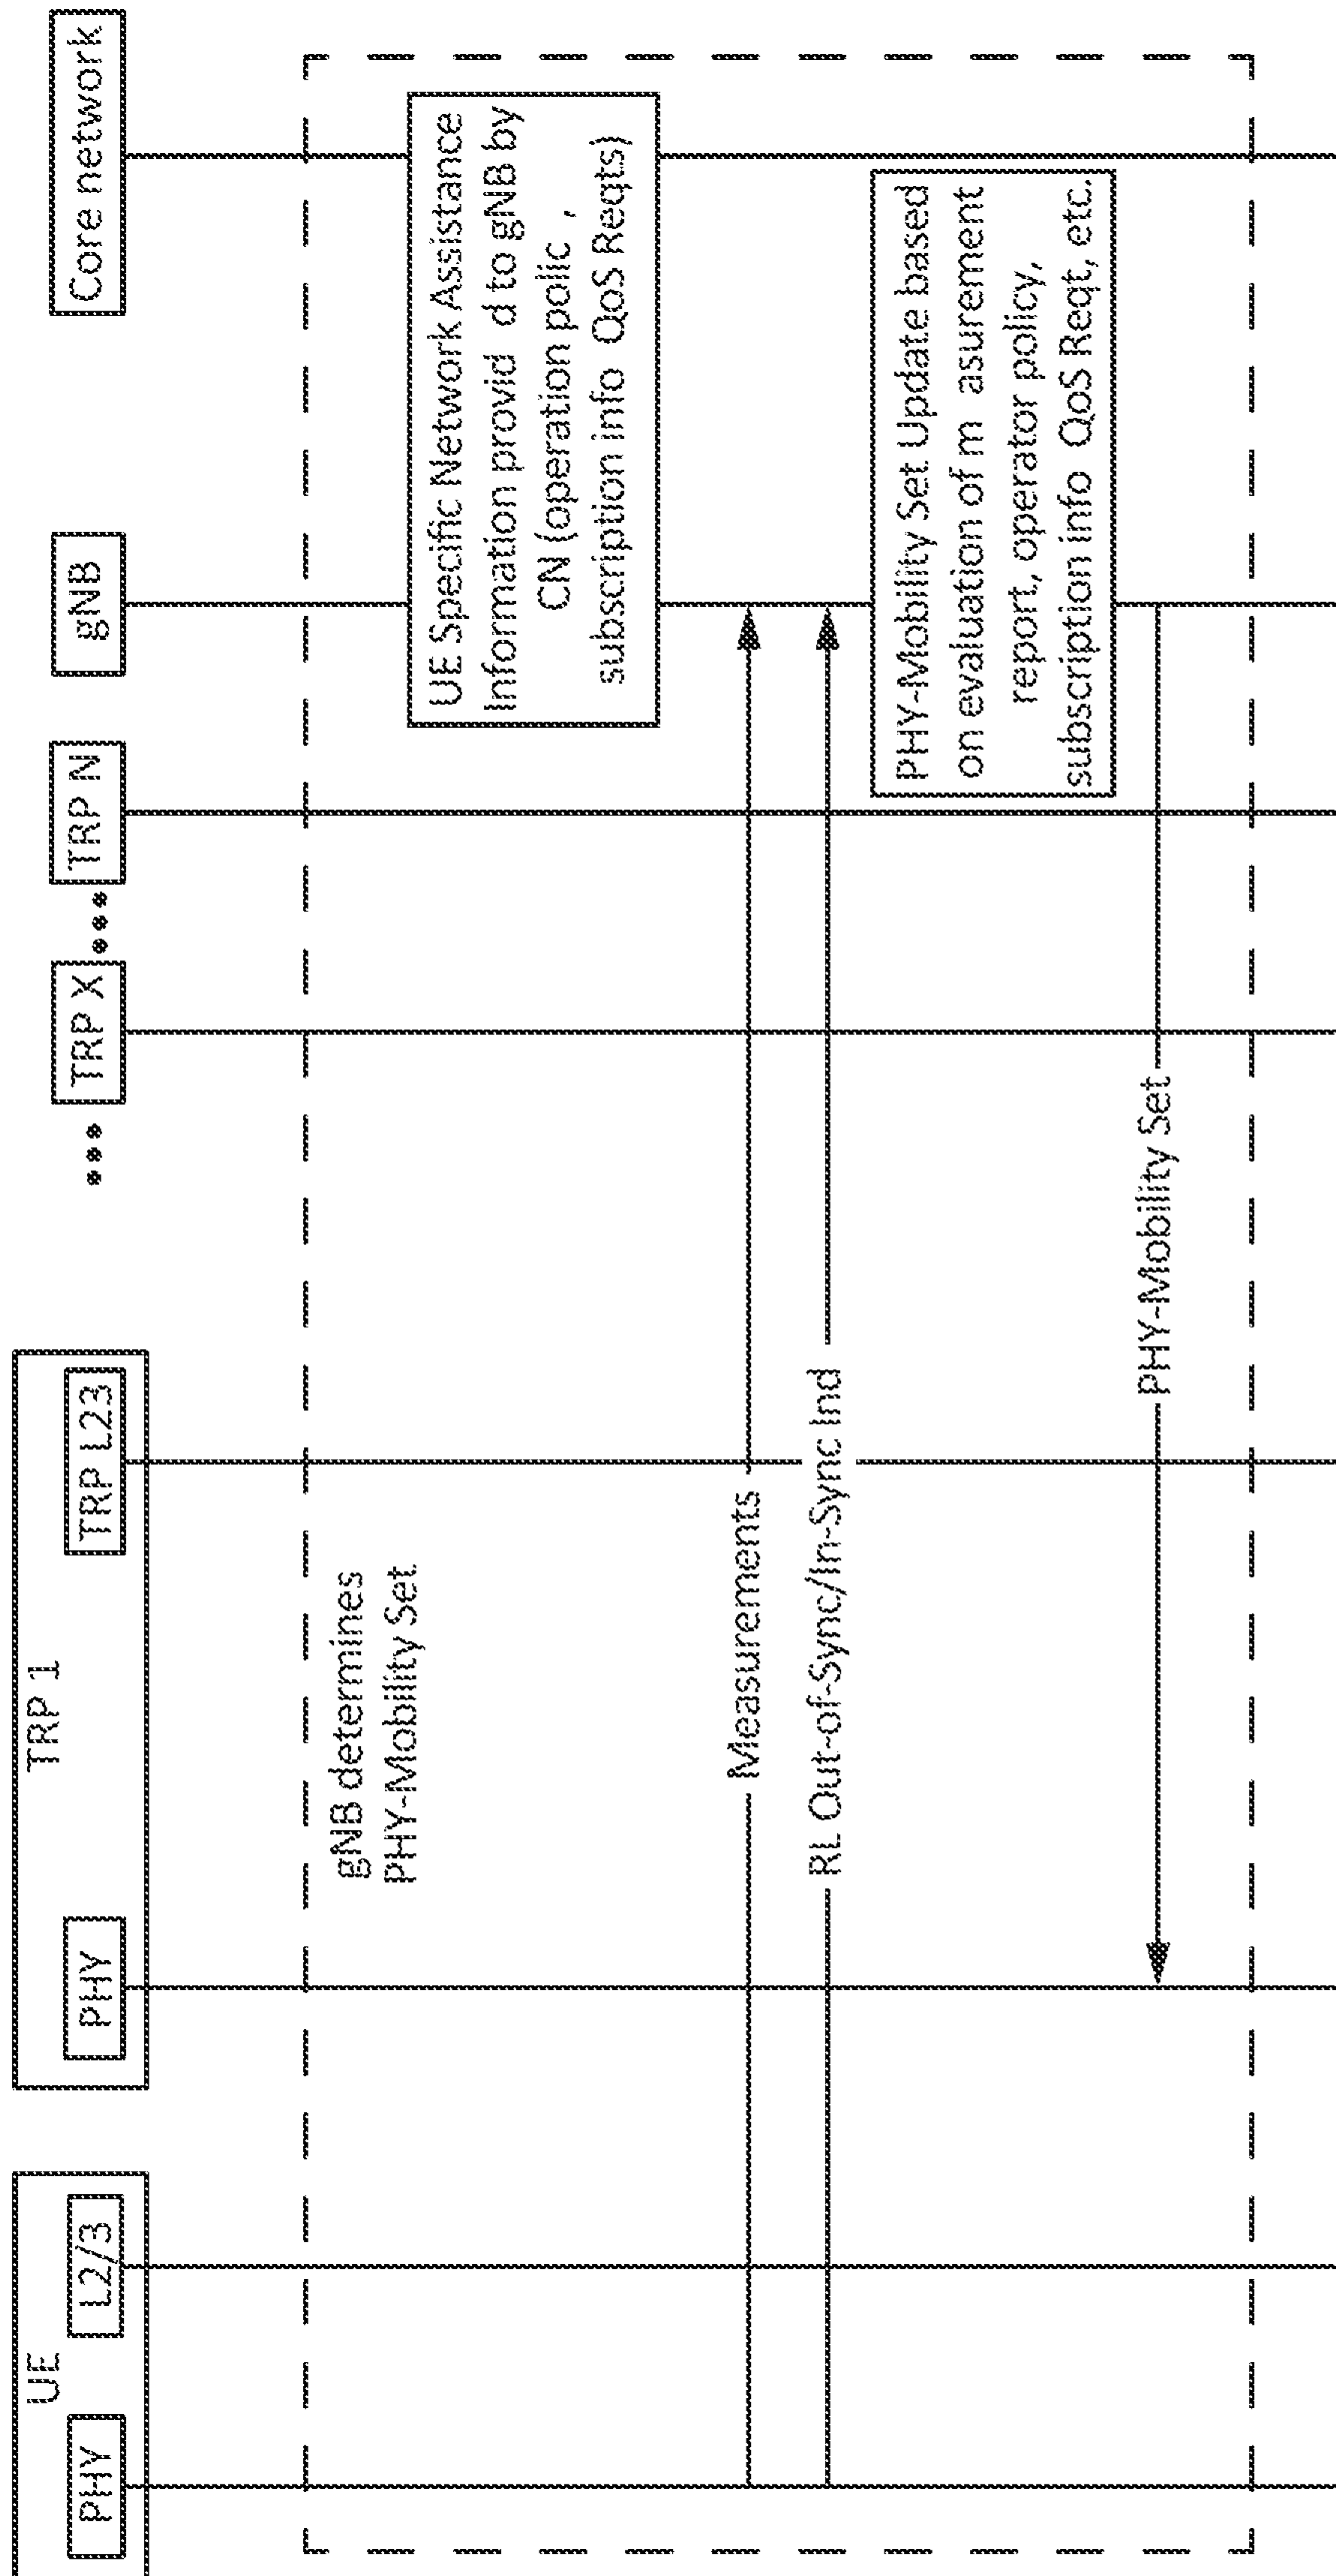 UE
PHY
L2/3
TRP 1
PHY
TRP L23
TRP X
TRP N
gNB
Core network
gNB determines
PHY-Mobility Set
UE Specific Network Assistance
Information provid d to gNB by
CN (operation polic ,
subscription info QoS Reqts)
Measurements
RL Out-of-Sync/In-Sync Ind
PHY-Mobility Set Update based
on evaluation of m asurement
report, operator policy,
subscription info QoS Reqt, etc.
PHY-Mobility Set